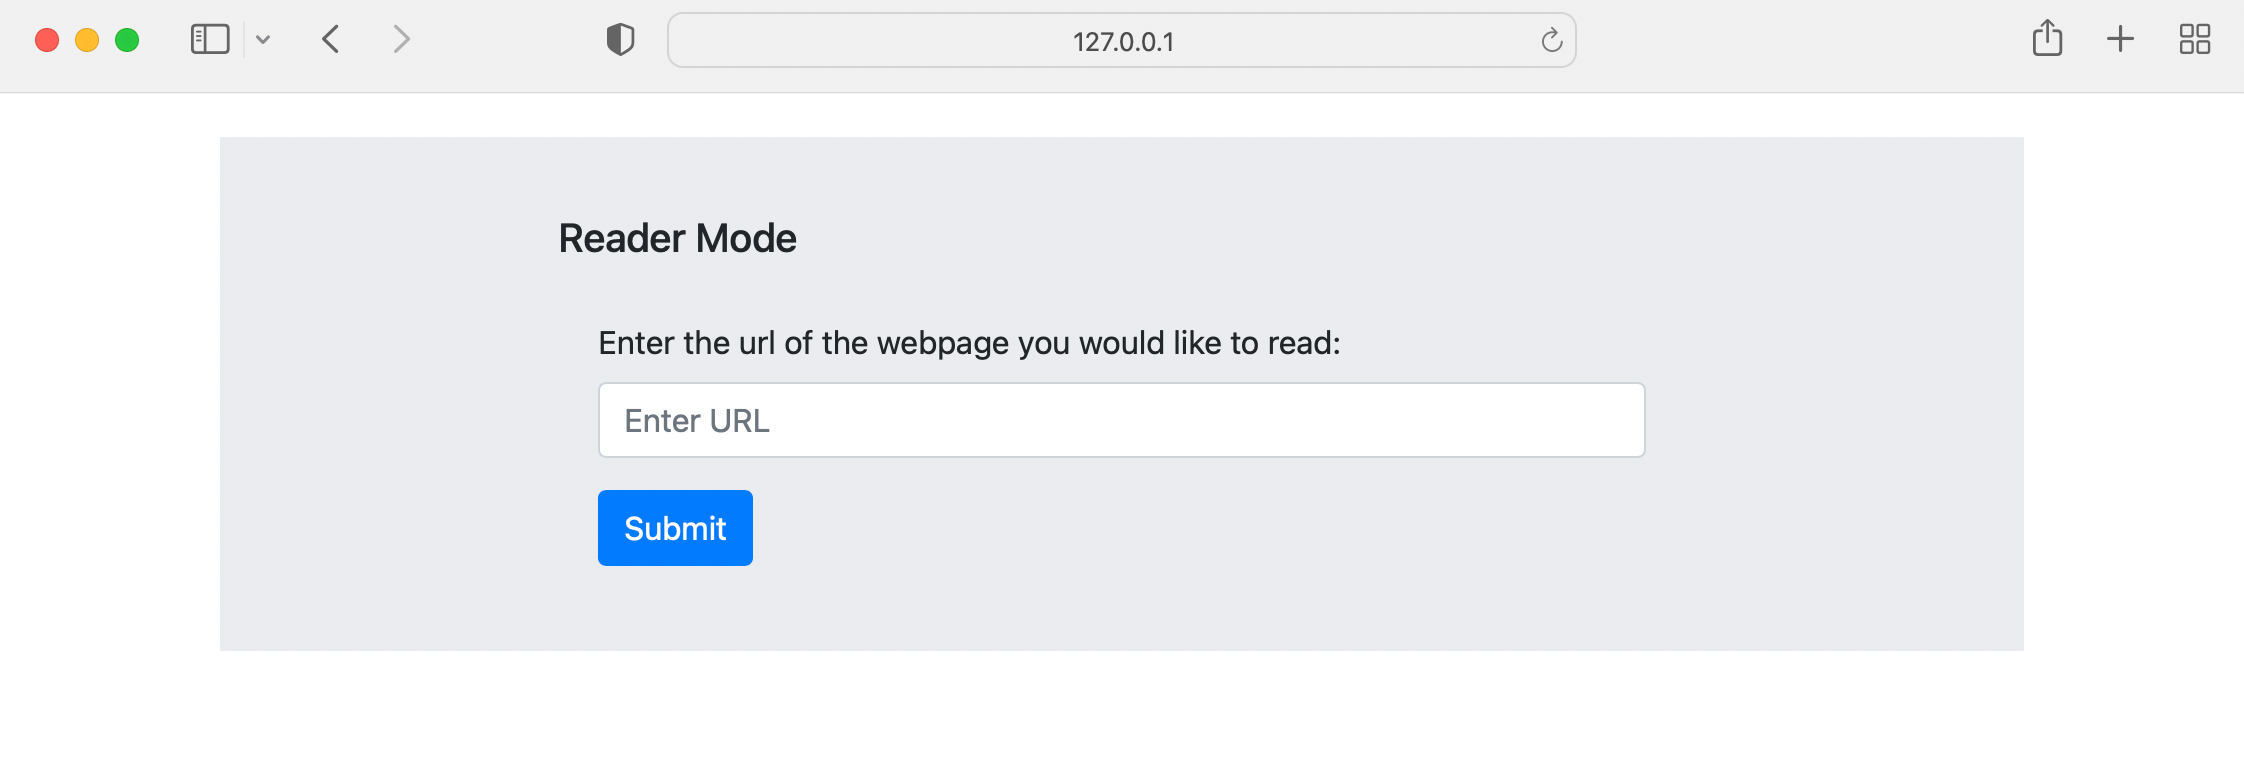 127.0.0.1
Reader Mode
Enter the url of the webpage you would like to read:
Enter URL
Submit